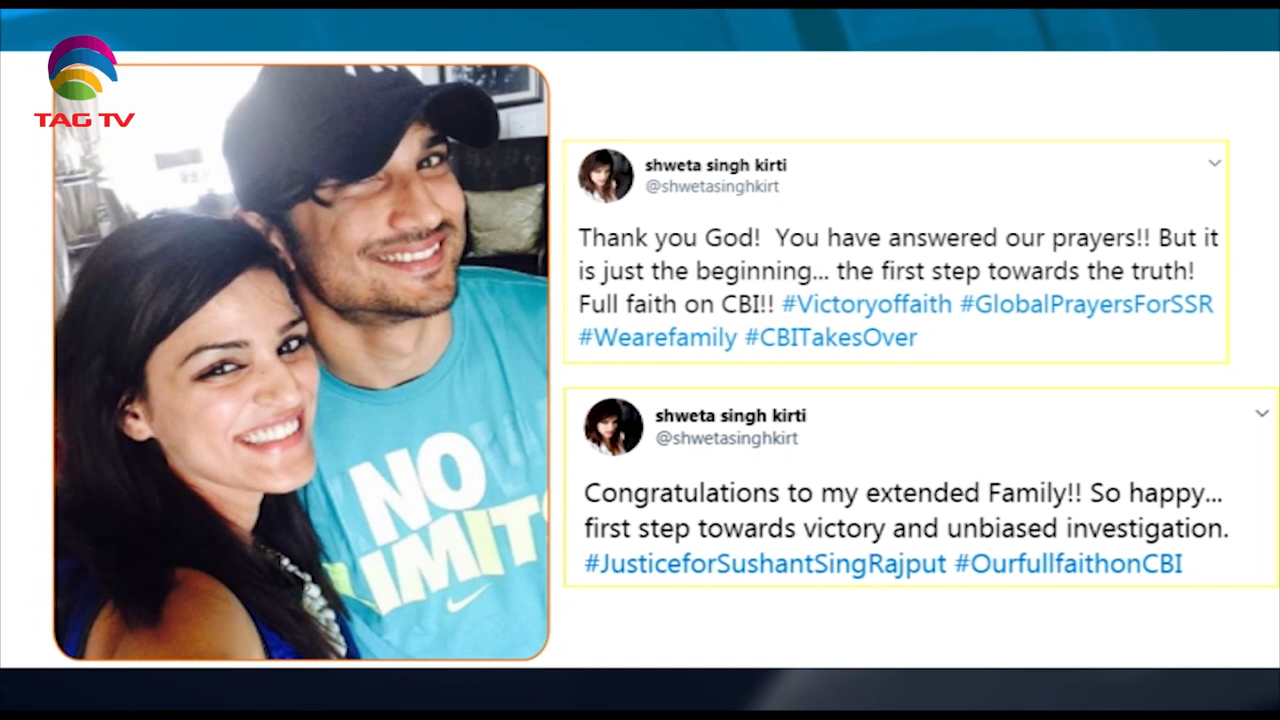 TAG TV
NO
LIMIT
shweta singh kirti
@shwetasinghkirt
Thank you God! You have answered our prayers!! But it
is just the beginning... the first step towards the truth!
Full faith on CBI!! #Victoryoffaith #GlobalPrayersForSSR
#Wearefamily #CBITakesOver
shweta singh kirti
@shwetasinghkirt
Congratulations to my extended Family!! So happy...
first step towards victory and unbiased investigation.
#JusticeforSushantSingRajput #OurfullfaithonCBI